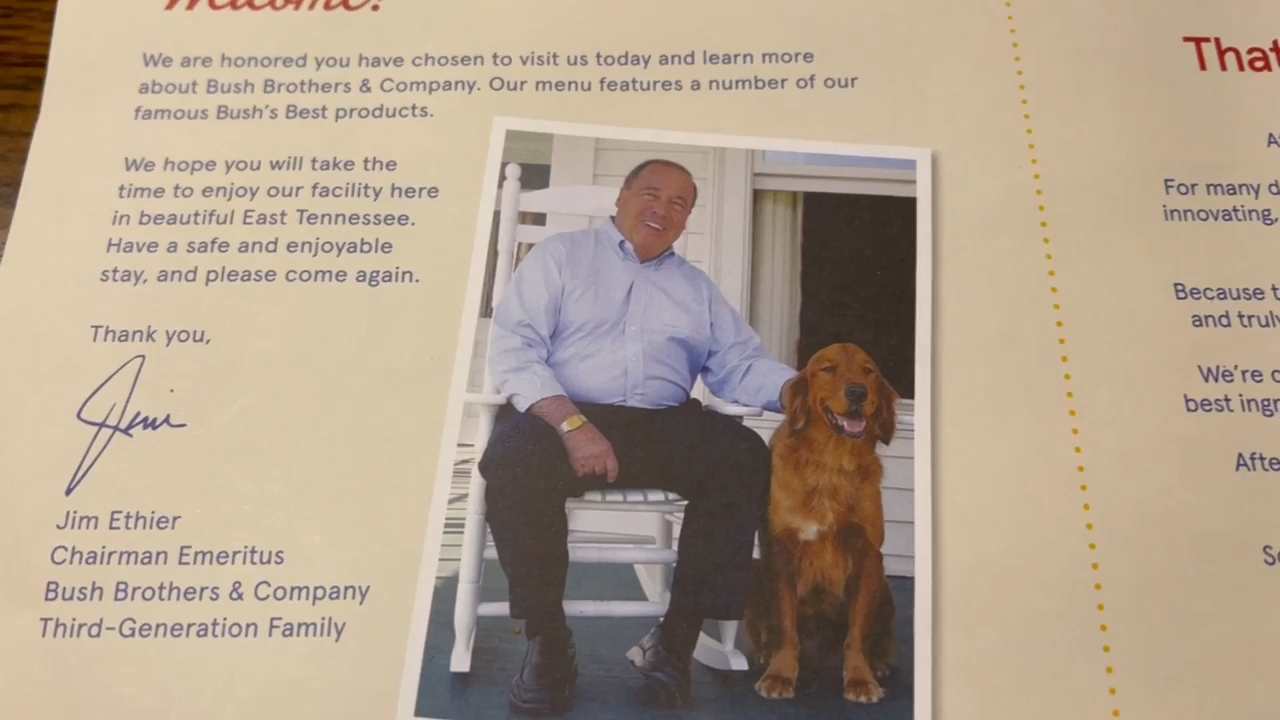 Welcome!
We are honored you have chosen to visit us today and learn more
about Bush Brothers & Company. Our menu features a number of our
famous Bush's Best products.
We hope you will take the
time to enjoy our facility here
in beautiful East Tennessee.
Have a safe and enjoyable
stay, and please come again.
Thank you,
Jim
Jim Ethier
Chairman Emeritus
Bush Brothers & Company
Third-Generation Family
That
For many
innovating,
Because
and
We're
best